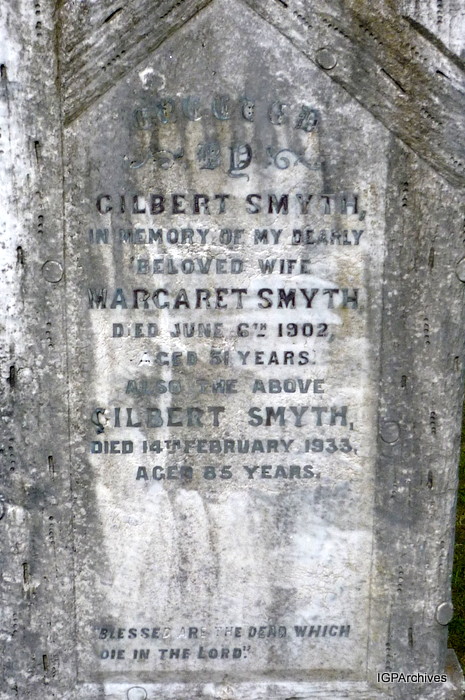 ERECTED
BY
GILBERT SMYTH,
IN MEMORY OF MY DEARLY
BELOVED WIFE
MARGARET SMYTH
DIED JUNE 6TH 1902,
AGED 51 YEARS.
ALSO THE ABOVE
GILBERT SMYTH,
DIED 14TH FEBRUARY 1933,
AGED 85 YEARS.
"BLESSED ARE THE DEAD WHICH
DIE IN THE LORD."
IGPArchives